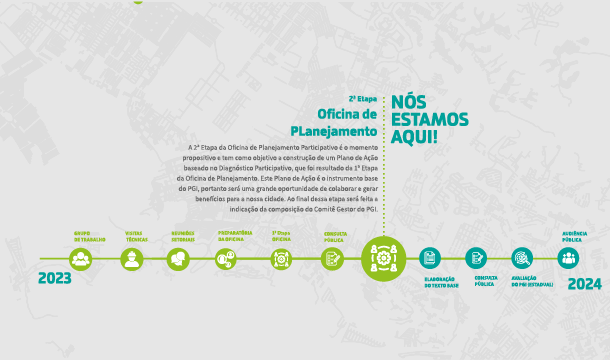 2ª Etapa
Oficina de
PLanejamento
NÓS
ESTAMOS
AQUI!
A 2ª Etapa da Oficina de Planejamento Participativo é o momento
propositivo e tem como objetivo a construção de um Plano de Ação
baseado no Diagnóstico Participativo, que foi resultado da 1ª Etapa
da Oficina de Planejamento. Este Plano de Ação é o instrumento base
do PGI, portanto será uma grande oportunidade de colaborar e gerar
benefícios para a nossa cidade. Ao final dessa etapa será feita a
indicação da composição do Comitê Gestor do PGI.
GRUPO
DE TRABALHO
VISITAS
TÉCNICAS
REUNIÕES
SETORIAIS
PREPARATÓRIA
DA OFICINA
1ª Etapa
OFICINA
CONSULTA
PÚBLICA
AUDIÊNCIA
PÚBLICA
2023
ELABORAÇÃO
DO TEXTO BASE
CONSULTA
PÚBLICA
AVALIAÇÃO
DO PGI (ESTADUAL)
2024